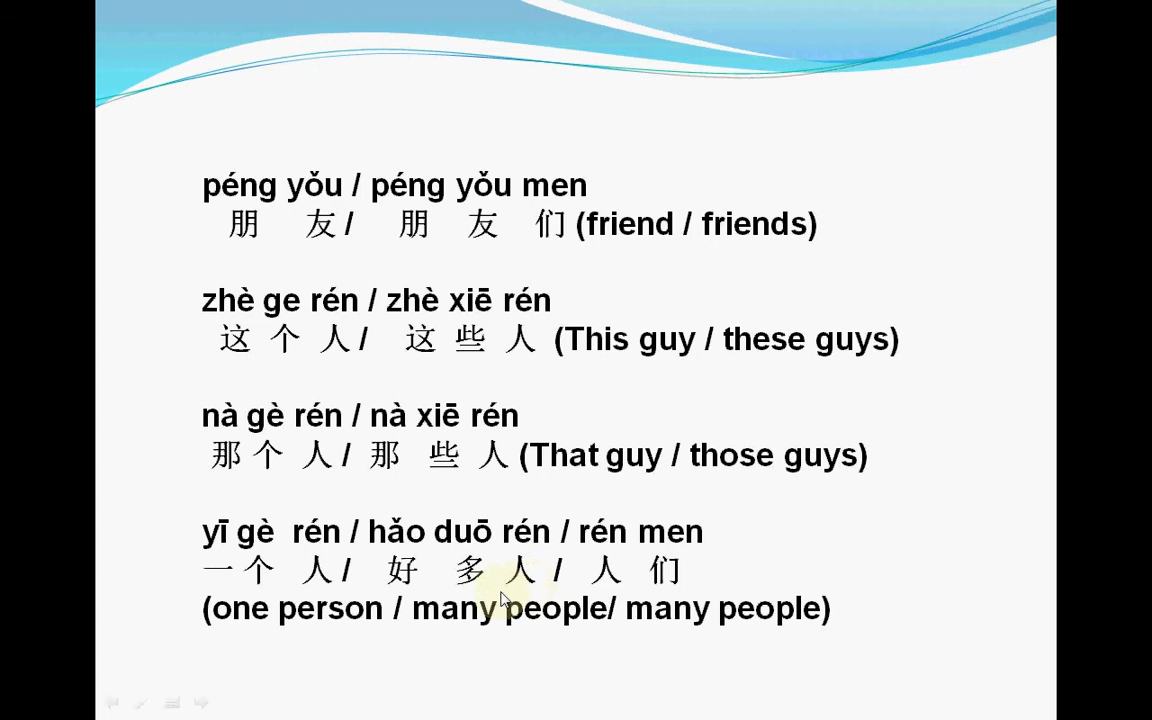 péng yǒu / péng yǒu men
朋 友 / 朋 友 们 (friend / friends)
zhè ge rén / zhè xiē rén
这 个 人 / 这 些 人 (This guy / these guys)
nà gè rén / nà xiē rén
那 个 人 / 那 些 人 (That guy / those guys)
yī gè rén / hǎo duō rén / rén men
一 个 人 / 好 多 人 / 人 们
(one person / many people/ many people)